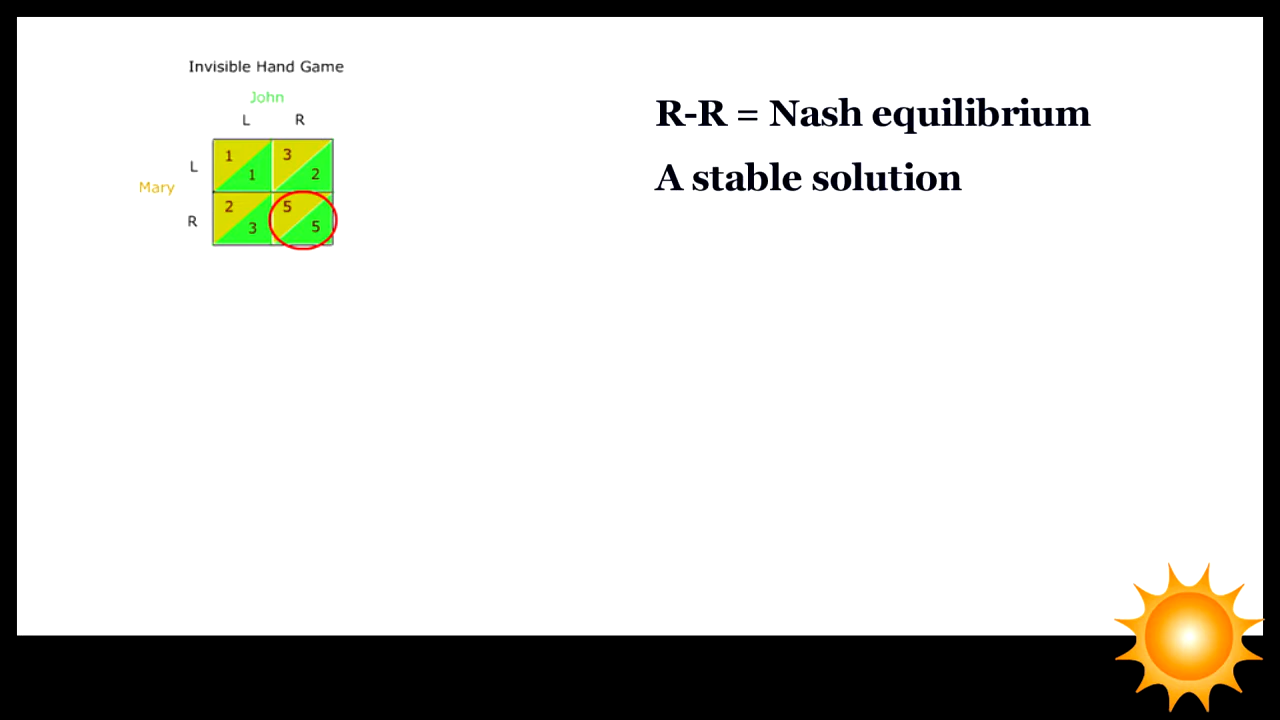 Invisible Hand Game
John
L R
L 1 1 3 2
Mary
R 2 3 5 5
R-R = Nash equilibrium
A stable solution